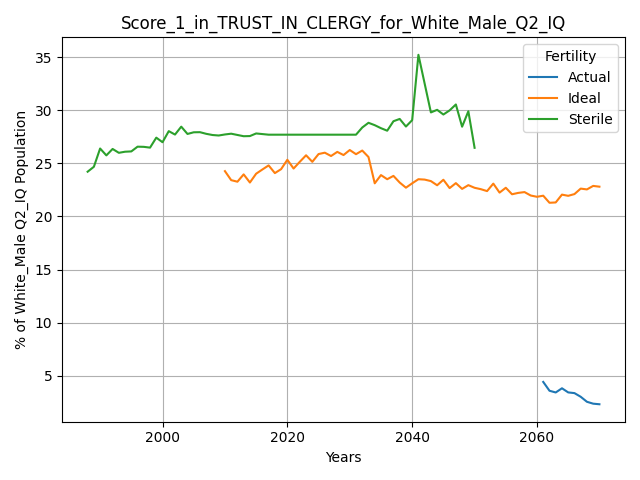 Score_1_in_TRUST_IN_CLERGY_for_White_Male_Q2_IQ
Fertility
Actual
Ideal
Sterile
% of White_Male Q2_IQ Population
35
30
25
20
15
10
5
2000 2020 2040 2060
Years